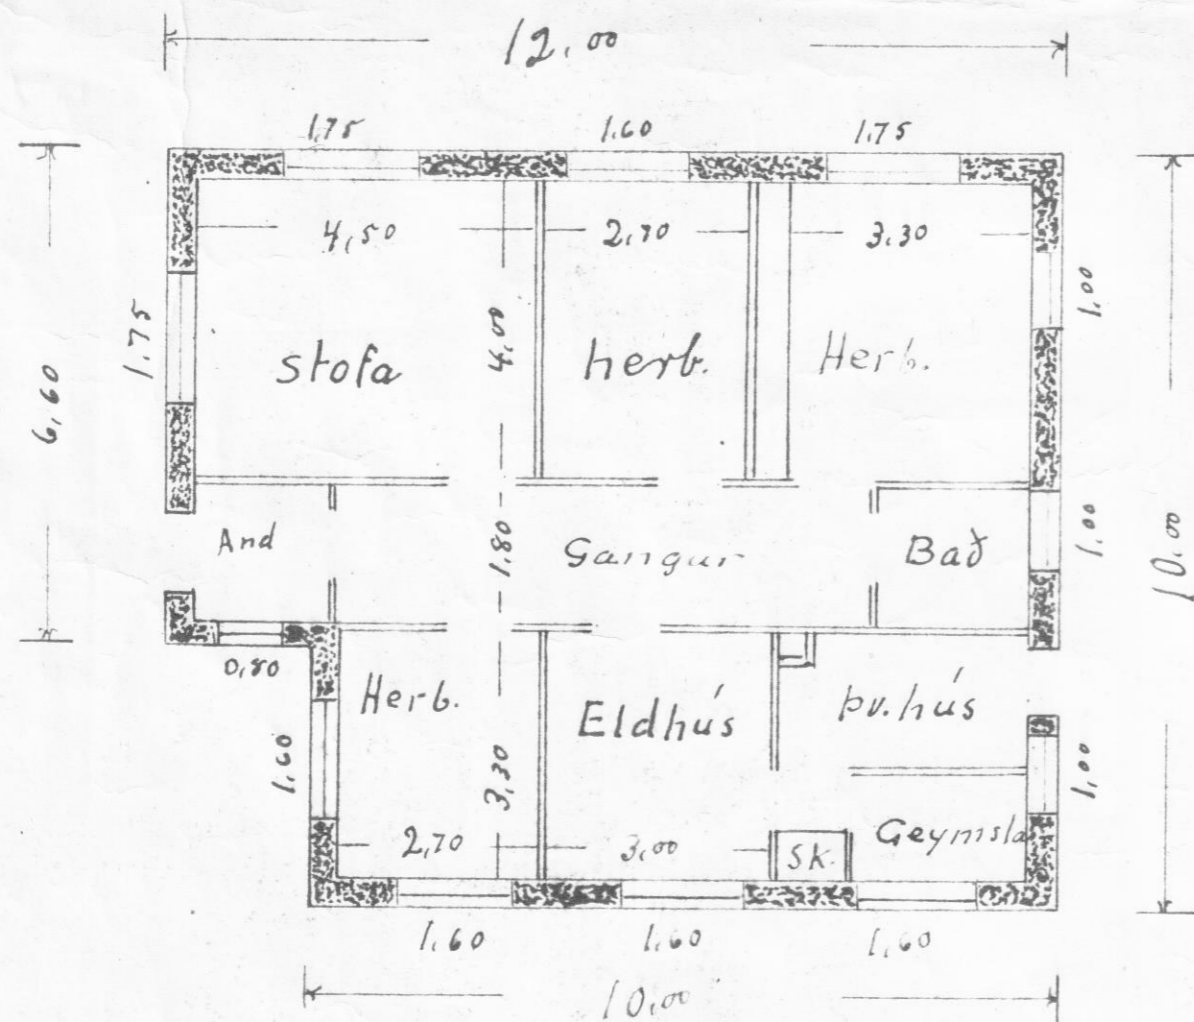 12.00
1.75 1.60 1.75
4,50 2,70 3.30
6,60
1.75
stofa
4,00
herb.
Herb.
1,00
And
1,80
Gangur
Bað
1,00
10.00
0,80
Herb.
Eldhús
Þv.hús
1,60
3,30
1,00
2,70
3,00
Sk.
Geymsla
1,60 1,60 1,60
10,00